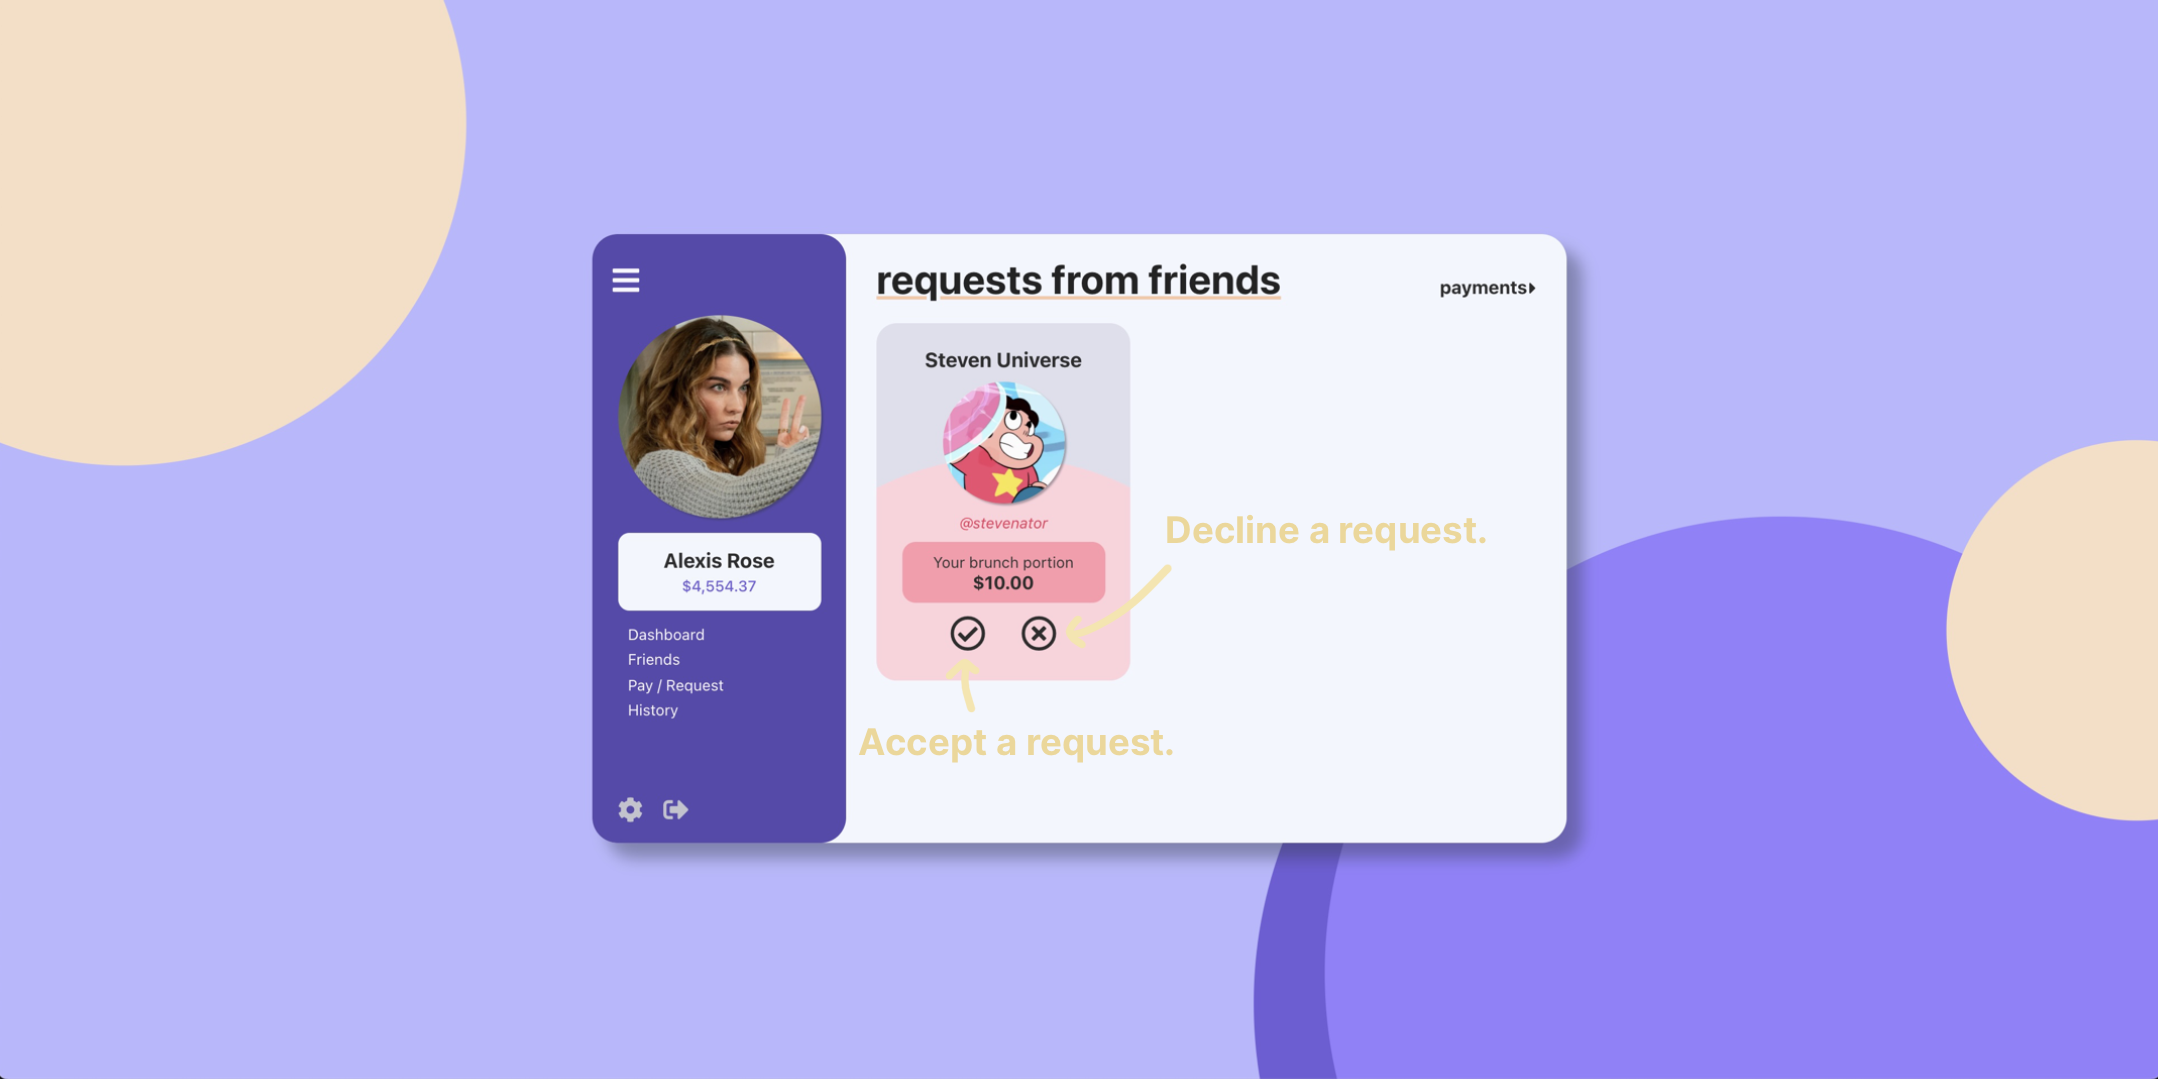 Alexis Rose
$4,554.37
Dashboard
Friends
Pay / Request
History
requests from friends
payments
Steven Universe
@stevenator
Your brunch portion
$10.00
Decline a request.
Accept a request.